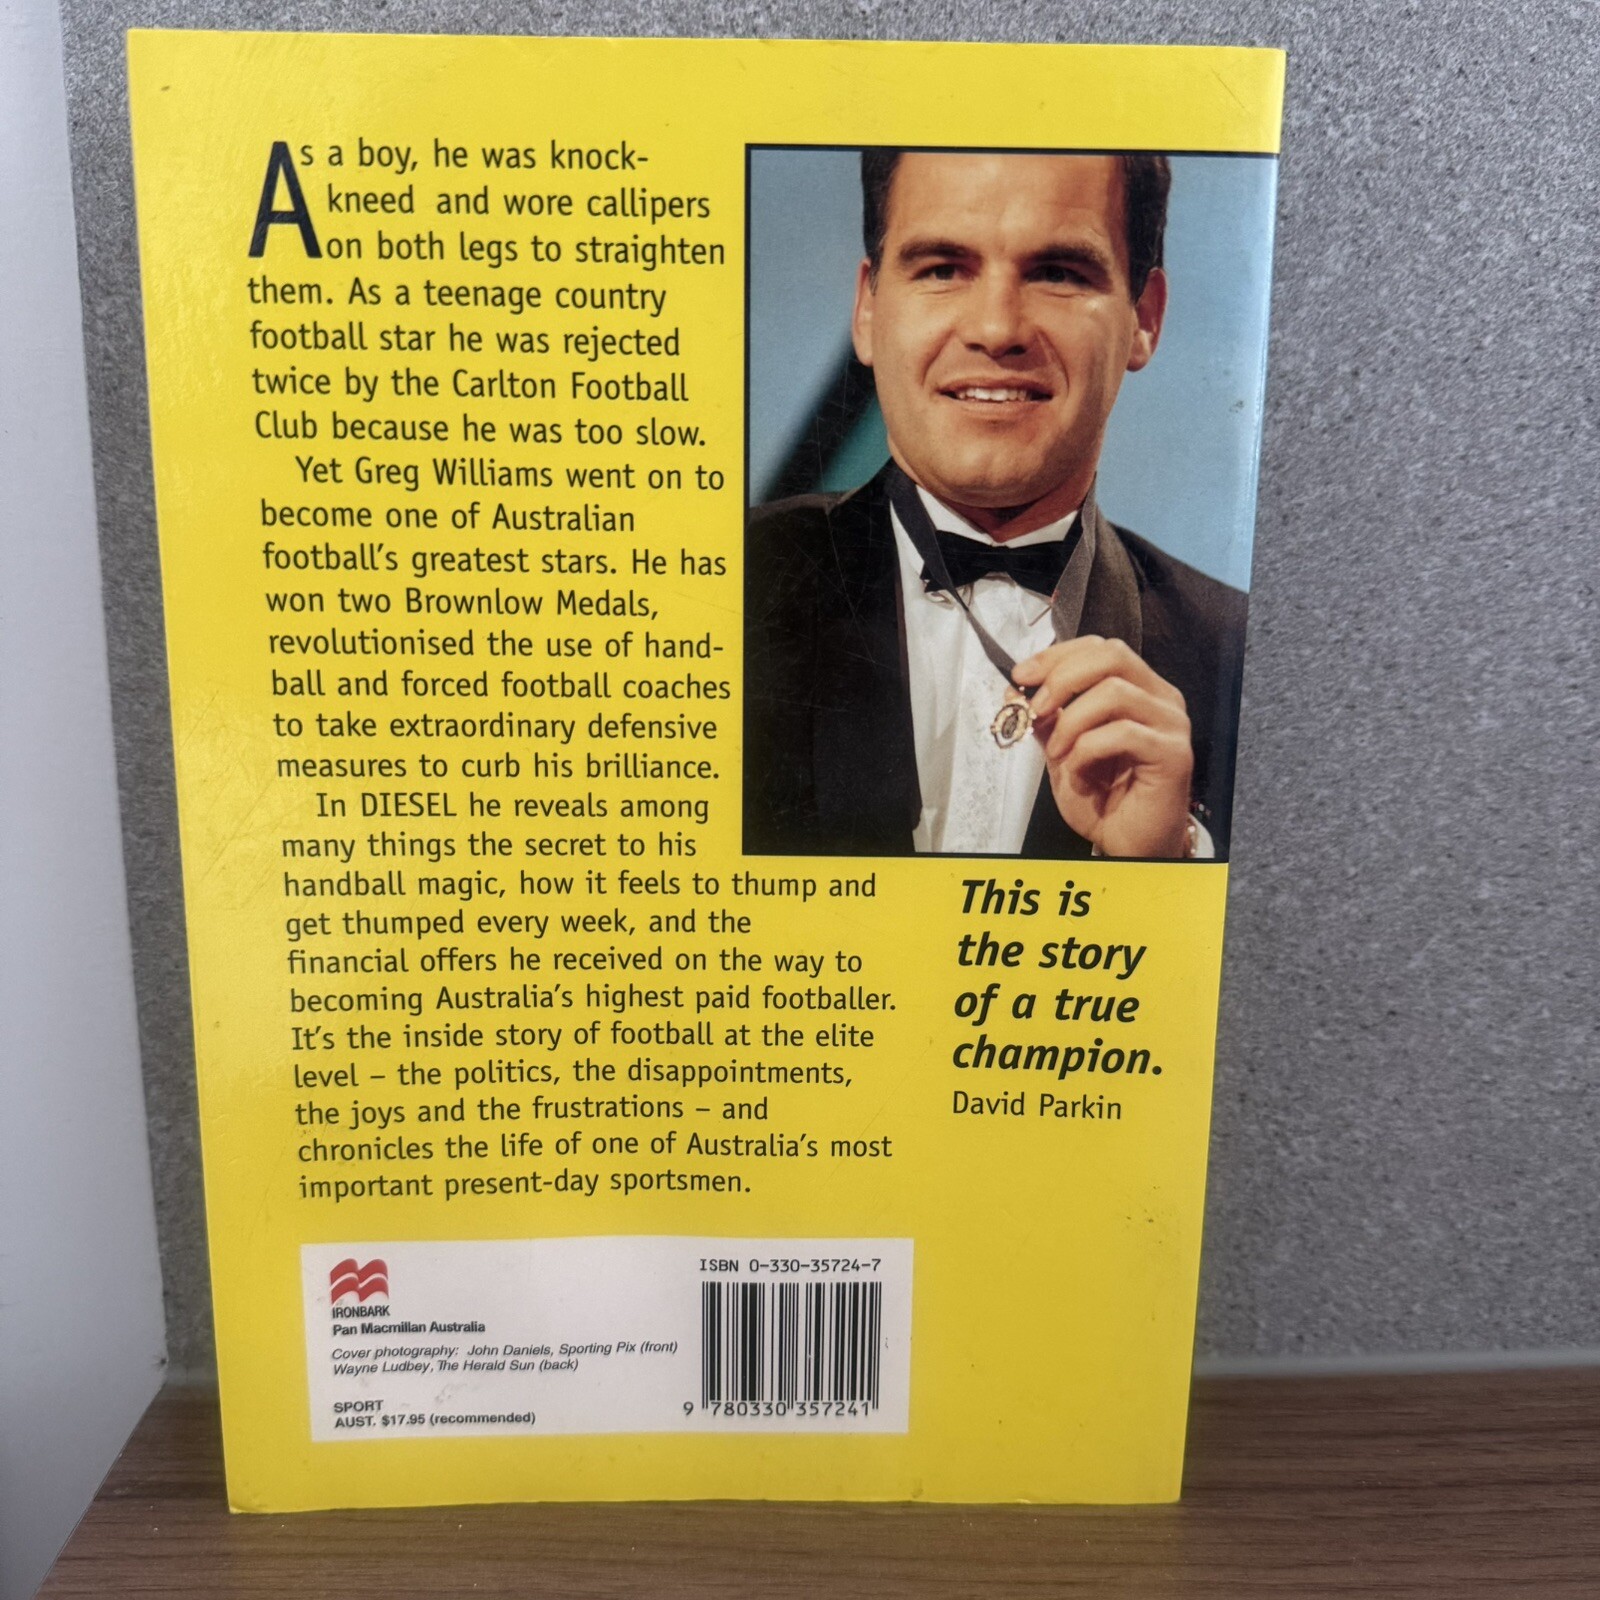 As a boy, he was knock-
kneed and wore callipers
on both legs to straighten
them. As a teenage country
football star he was rejected
twice by the Carlton Football
Club because he was too slow.
Yet Greg Williams went on to
become one of Australian
football's greatest stars. He has
won two Brownlow Medals,
revolutionised the use of hand-
ball and forced football coaches
to take extraordinary defensive
measures to curb his brilliance.
In DIESEL he reveals among
many things the secret to his
handball magic, how it feels to thump and
get thumped every week, and the
financial offers he received on the way to
becoming Australia's highest paid footballer.
It's the inside story of football at the elite
level – the politics, the disappointments,
the joys and the frustrations – and
chronicles the life of one of Australia's most
important present-day sportsmen.
This is
the story
of a true
champion.
David Parkin
IRONBARK
Pan Macmillan Australia
Cover photography: John Daniels, Sporting Pix (front)
Wayne Ludbey, The Herald Sun (back)
SPORT
AUST. $17.95 (recommended)
ISBN 0-330-35724-7
9 780330 357241